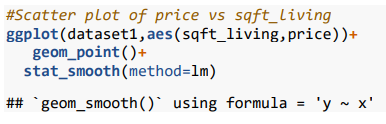 #Scatter plot of price vs sqft_living
ggplot(dataset1,aes(sqft_living,price))+
geom_point()+
stat_smooth(method=lm)
## `geom_smooth()` using formula = 'y ~ x'